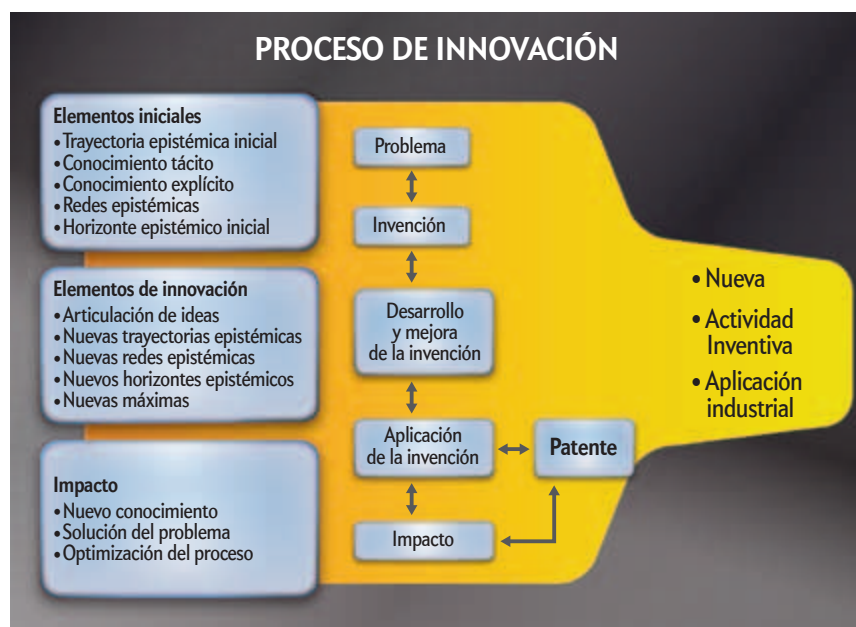 PROCESO DE INNOVACIÓN
Elementos iniciales
• Trayectoria epistémica inicial
• Conocimiento tácito
• Conocimiento explícito
• Redes epistémicas
• Horizonte epistémico inicial
Elementos de innovación
• Articulación de ideas
• Nuevas trayectorias epistémicas
• Nuevas redes epistémicas
• Nuevos horizontes epistémicos
• Nuevas máximas
Impacto
• Nuevo conocimiento
• Solución del problema
• Optimización del proceso
Problema
Invención
Desarrollo
y mejora
de la invención
Aplicación
de la invención
Patente
Impacto
• Nueva
• Actividad
Inventiva
• Aplicación
industrial